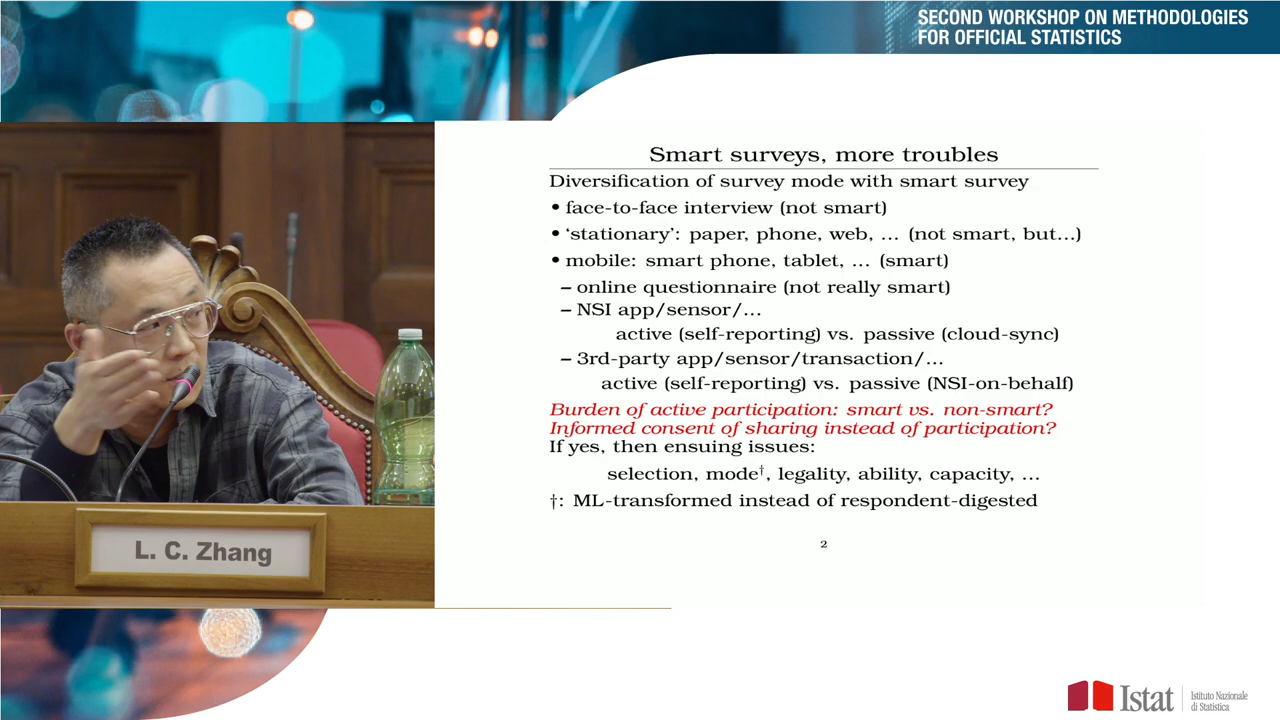 SECOND WORKSHOP ON METHODOLOGIES
FOR OFFICIAL STATISTICS
Smart surveys, more troubles
Diversification of survey mode with smart survey
• face-to-face interview (not smart)
• ‘stationary’: paper, phone, web, … (not smart, but…)
• mobile: smart phone, tablet, … (smart)
– online questionnaire (not really smart)
– NSI app/sensor/…
active (self-reporting) vs. passive (cloud-sync)
– 3rd-party app/sensor/transaction/…
active (self-reporting) vs. passive (NSI-on-behalf)
Burden of active participation: smart vs. non-smart?
Informed consent of sharing instead of participation?
If yes, then ensuing issues:
selection, mode†, legality, ability, capacity, …
†: ML-transformed instead of respondent-digested
2
L. C. Zhang
Istat
Istituto Nazionale
di Statistica